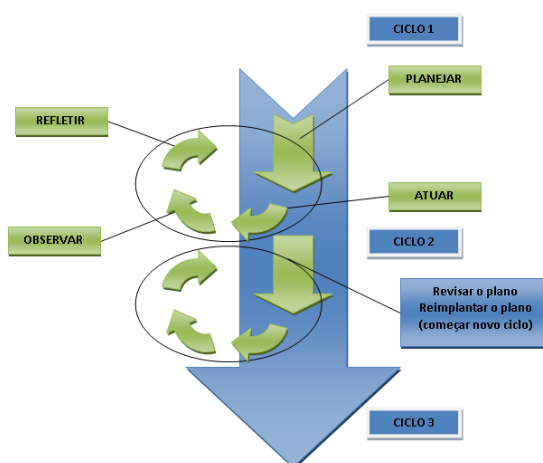 CICLO 1
PLANEJAR
REFLETIR
ATUAR
OBSERVAR
CICLO 2
Revisar o plano
Reimplantar o plano
(começar novo ciclo)
CICLO 3